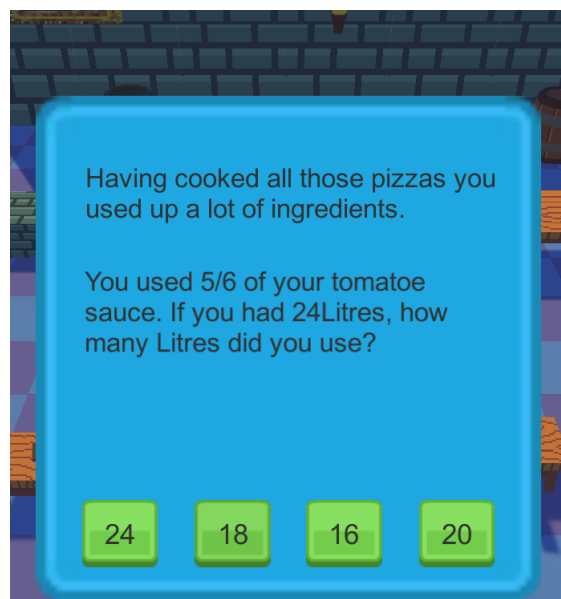 Having cooked all those pizzas you
used up a lot of ingredients.
You used 5/6 of your tomatoe
sauce. If you had 24Litres, how
many Litres did you use?
24 18 16 20